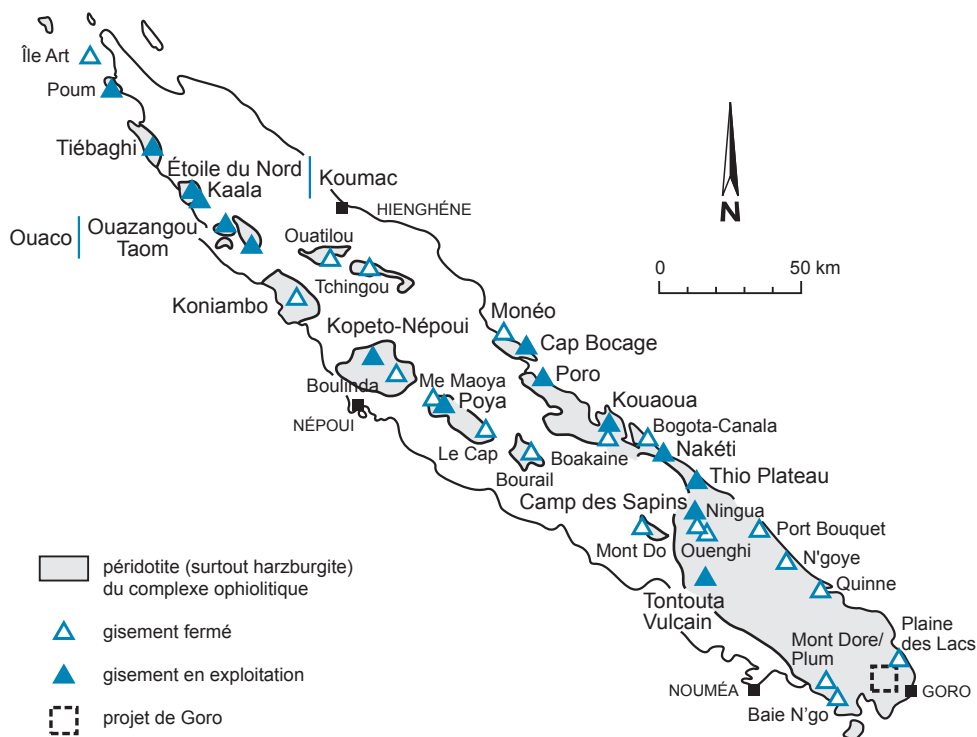 Île Art
Poum
Tiébaghi
Étoile du Nord
Kaala
Koumac
HIENGHÉNE
Ouaco
Ouazangou
Taom
Ouatilou
Tchingou
Koniambo
N
0 50 km
Monéo
Cap Bocage
Kopeto-Népoui
Poro
Boulinda
Me Maoya
Poya
NÉPOUI
Kouaoua
Bogota-Canala
Le Cap
Boakaine
Nakéti
Bourail
Thio Plateau
Camp des Sapins
Ningua
Mont Do
Ouenghi
Port Bouquet
N'goye
Quinne
Tontouta
Vulcain
Plaine
des Lacs
Mont Dore/
Plum
NOUMÉA
GORO
Baie N'go
péridotite (surtout harzburgite)
du complexe ophiolitique
gisement fermé
gisement en exploitation
projet de Goro